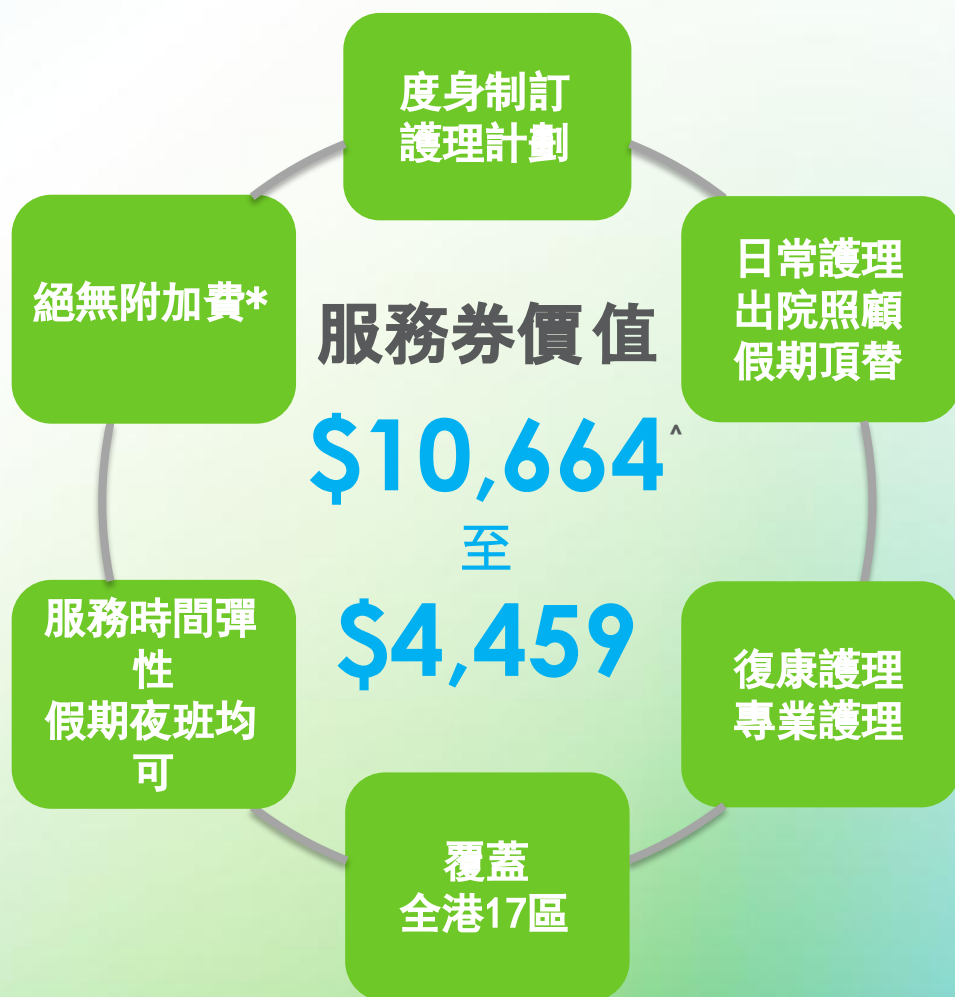 度身制訂
護理計劃
日常護理
出院照顧
假期頂替
復康護理
專業護理
覆蓋
全港17區
服務時間彈
性
假期夜班均
可
絕無附加費*
服務券價值
$10,664^
至
$4,459